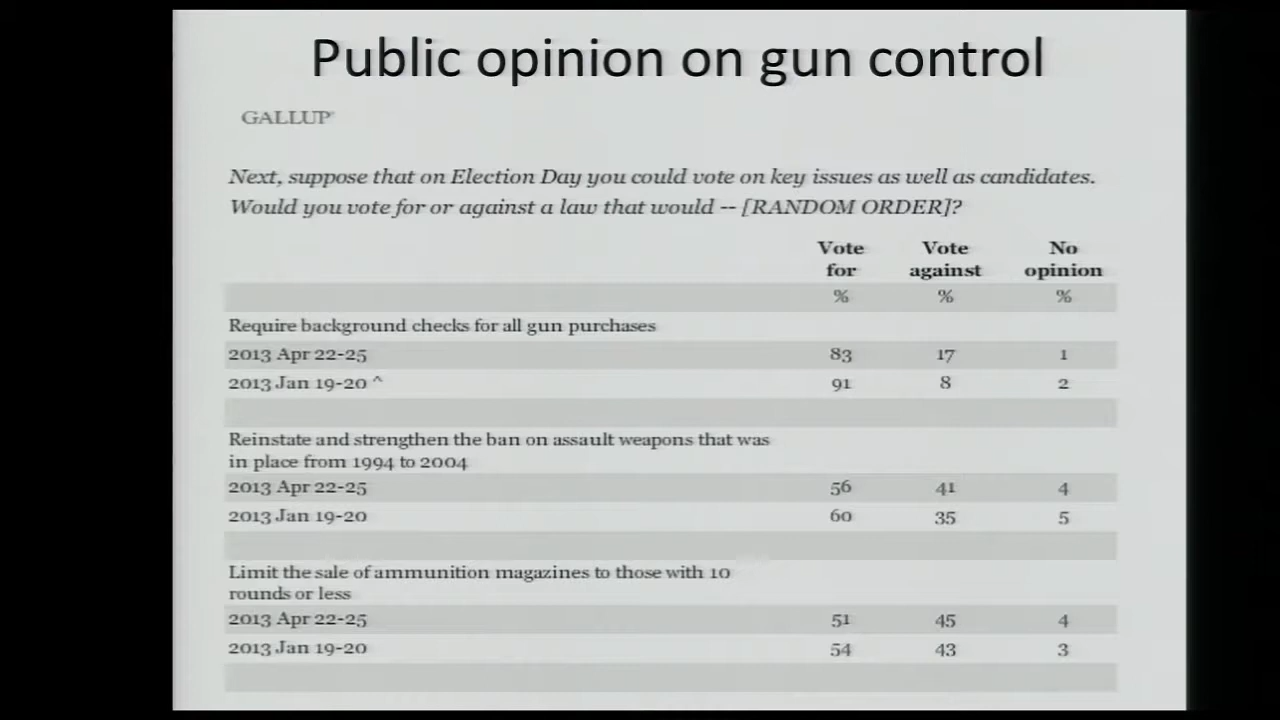 Public opinion on gun control
GALLUP
Next, suppose that on Election Day you could vote on key issues as well as candidates.
Would you vote for or against a law that would -- [RANDOM ORDER]?
Vote Vote No
for against opinion
% % %
Require background checks for all gun purchases
2013 Apr 22-25 83 17 1
2013 Jan 19-20 ^ 91 8 2
Reinstate and strengthen the ban on assault weapons that was
in place from 1994 to 2004
2013 Apr 22-25 56 41 4
2013 Jan 19-20 60 35 5
Limit the sale of ammunition magazines to those with 10
rounds or less
2013 Apr 22-25 51 45 4
2013 Jan 19-20 54 43 3